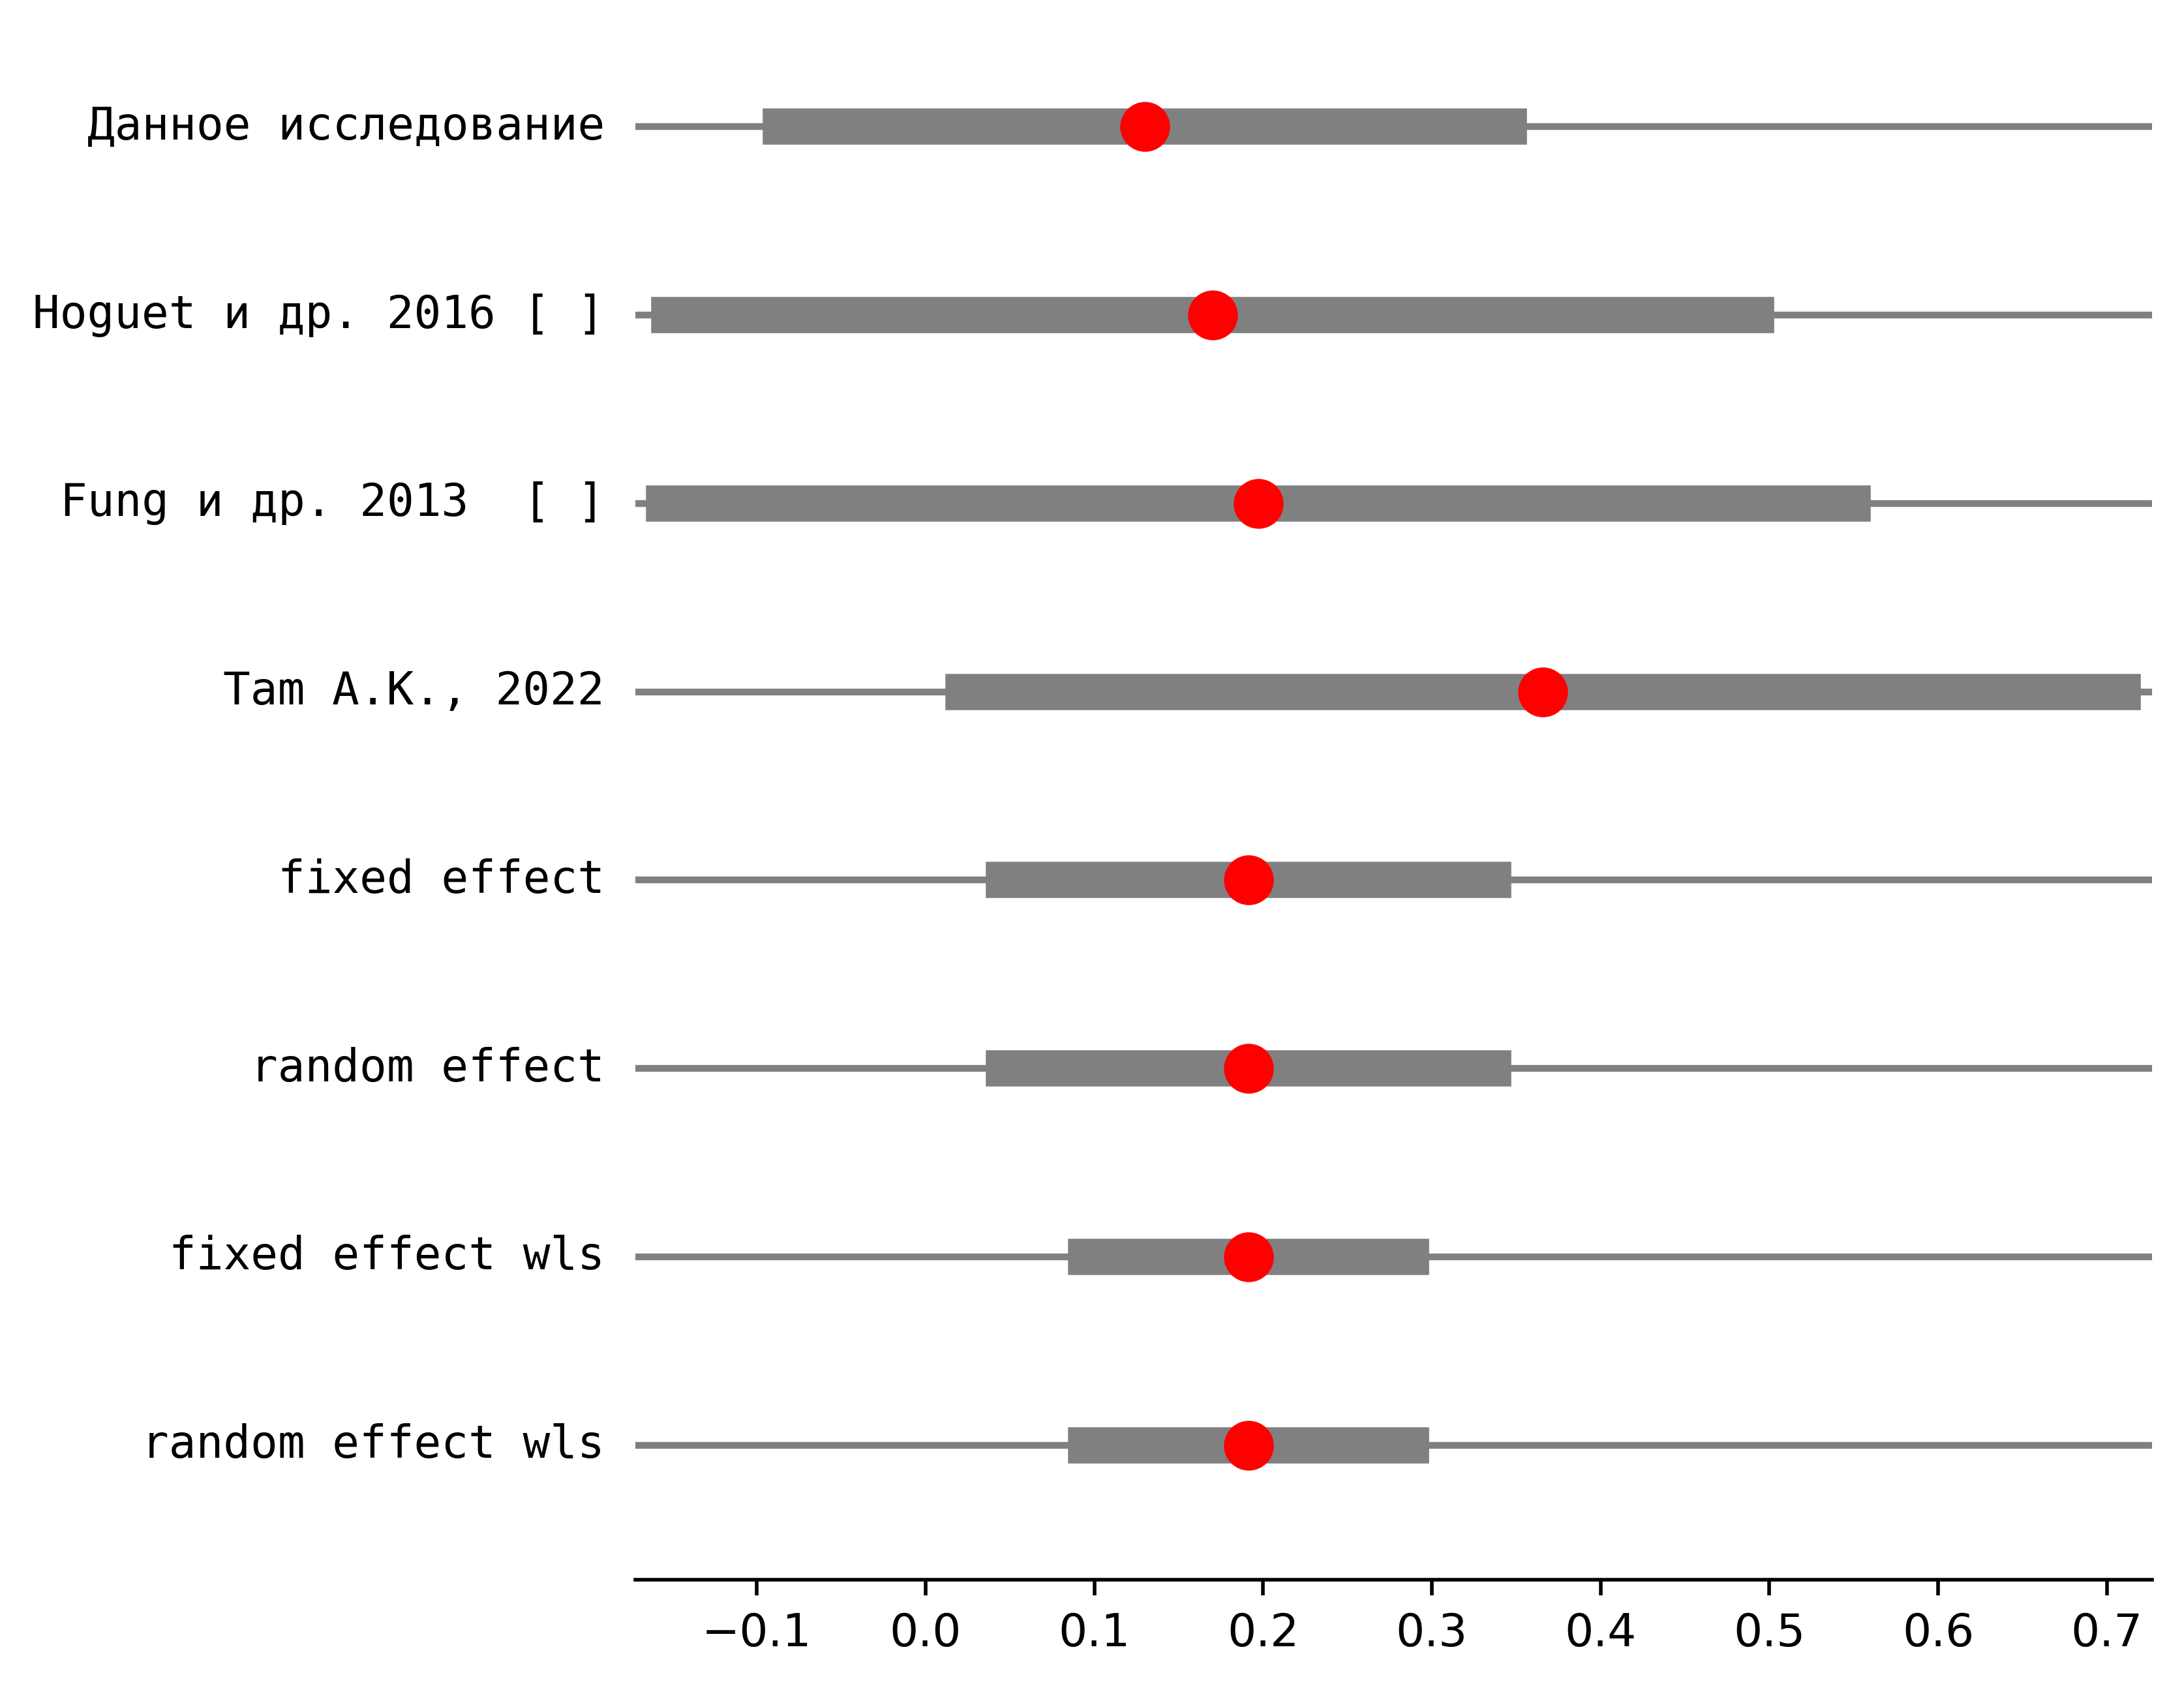 Данное исследование
Hoguet и др. 2016 [ ]
Fung и др. 2013  [ ]
Tam A.K., 2022
fixed effect
random effect
fixed effect wls
random effect wls
−0.1 0.0 0.1 0.2 0.3 0.4 0.5 0.6 0.7